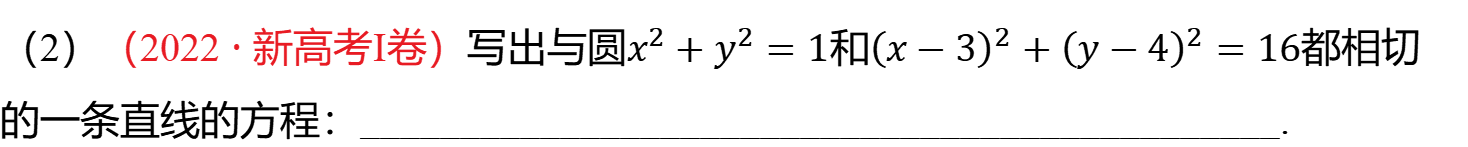 （2）（2022 · 新高考I卷）写出与圆x² + y² = 1和(x − 3)² + (y − 4)² = 16都相切
的一条直线的方程：______________________________________________.